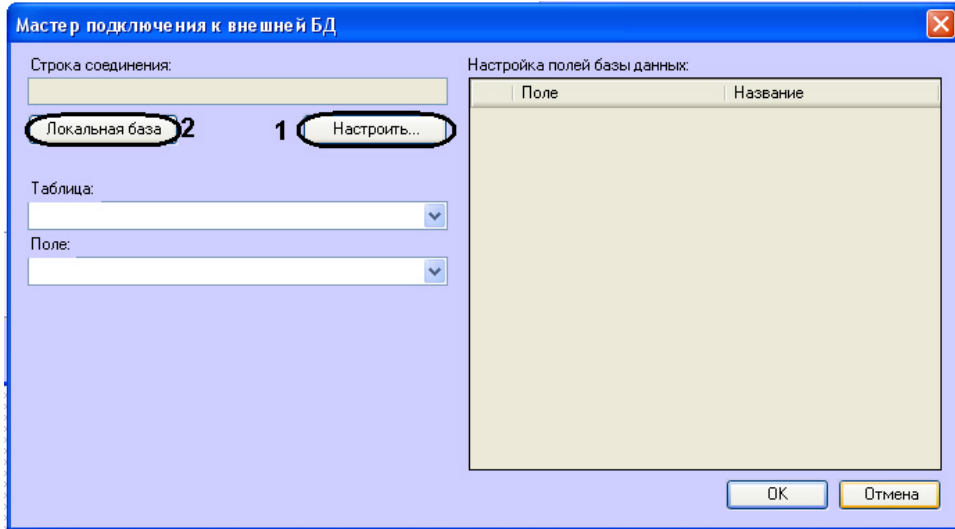 Мастер подключения к внешней БД
Строка соединения:
Локальная база 2 1 Настроить...
Таблица:
Поле:
Настройка полей базы данных:
Поле Название
OK Отмена